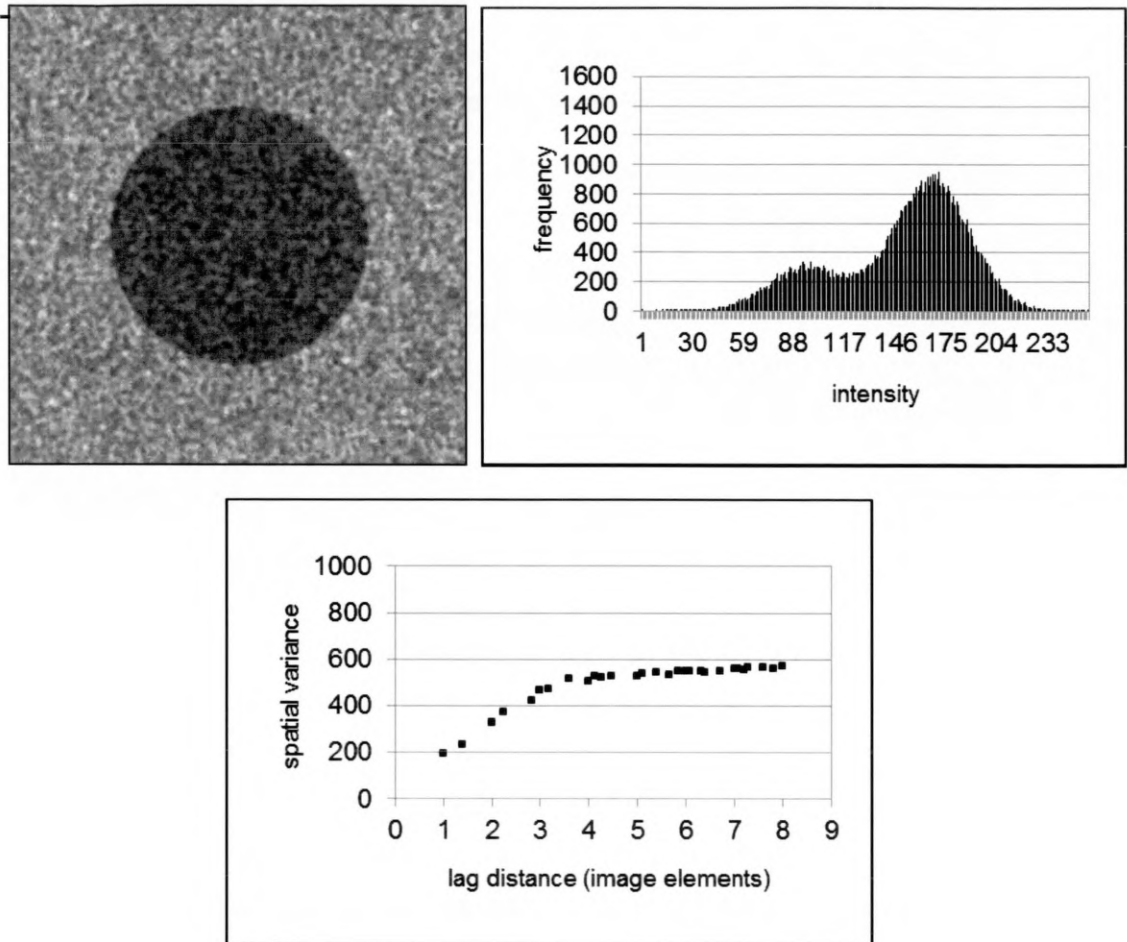 1600
1400
1200
1000
800
600
400
200
0
frequency
1 30 59 88 117 146 175 204 233
intensity
1000
800
600
400
200
0
spatial variance
0 1 2 3 4 5 6 7 8 9
lag distance (image elements)